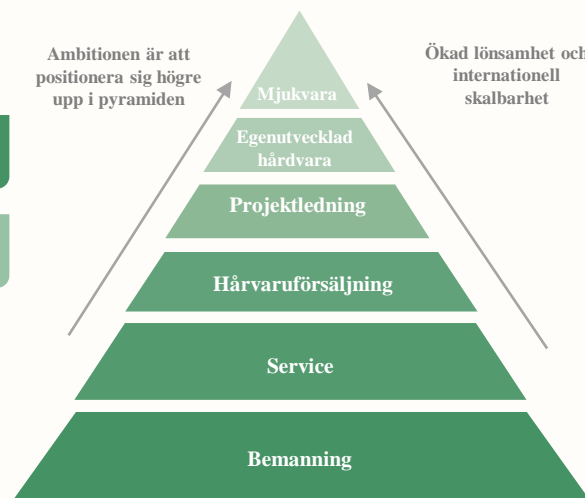 Ambitionen är att
positionera sig högre
upp i pyramiden
Ökad lönsamhet och
internationell
skalbarhet
Mjukvara
Egenutvecklad
hårdvara
Projektledning
Hårvaruförsäljning
Service
Bemanning